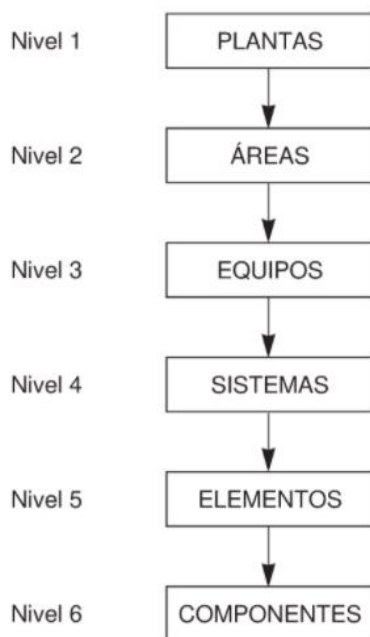 Nivel 1 PLANTAS
Nivel 2 ÁREAS
Nivel 3 EQUIPOS
Nivel 4 SISTEMAS
Nivel 5 ELEMENTOS
Nivel 6 COMPONENTES